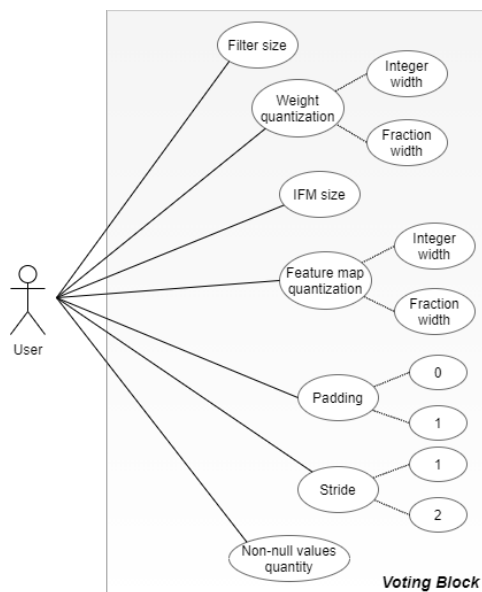 Filter size
Integer
width
Weight
quantization
Fraction
width
IFM size
Integer
width
Feature map
quantization
Fraction
width
User
0
Padding
1
1
Stride
2
Non-null values
quantity
Voting Block